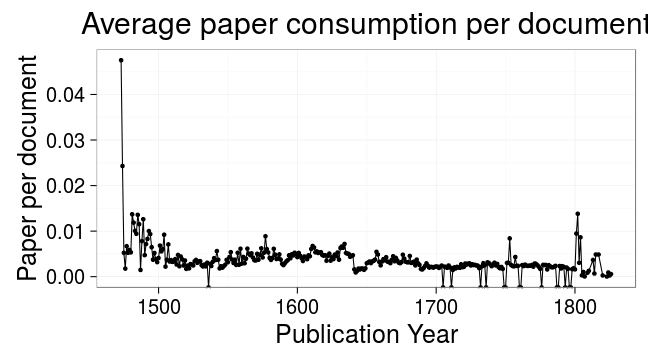 Average paper consumption per document
Paper per document
0.04
0.03
0.02
0.01
0.00
1500 1600 1700 1800
Publication Year